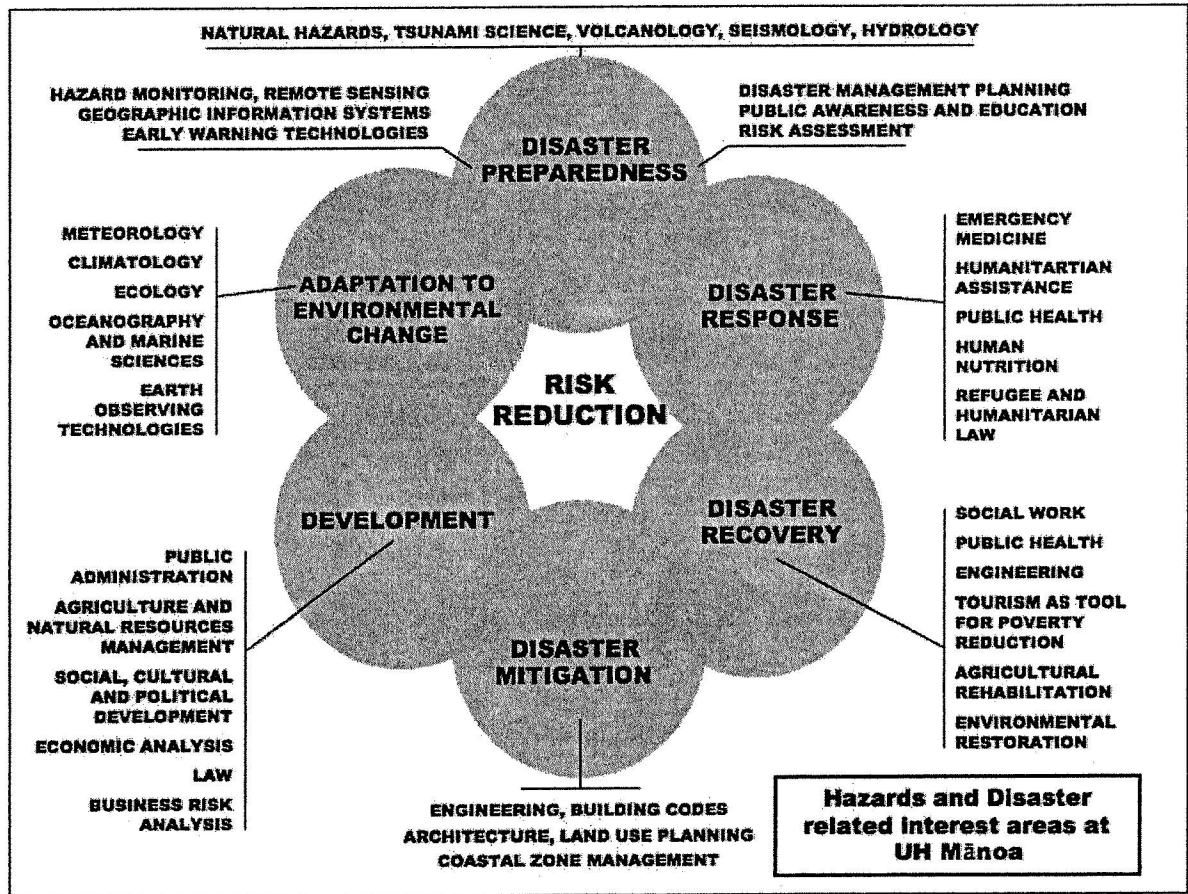 NATURAL HAZARDS, TSUNAMI SCIENCE, VOLCANOLOGY, SEISMOLOGY, HYDROLOGY
HAZARD MONITORING, REMOTE SENSING
GEOGRAPHIC INFORMATION SYSTEMS
EARLY WARNING TECHNOLOGIES
DISASTER MANAGEMENT PLANNING
PUBLIC AWARENESS AND EDUCATION
RISK ASSESSMENT
DISASTER
PREPAREDNESS
METEOROLOGY
CLIMATOLOGY
ECOLOGY
OCEANOGRAPHY
AND MARINE
SCIENCES
EARTH
OBSERVING
TECHNOLOGIES
ADAPTATION TO
ENVIRONMENTAL
CHANGE
DISASTER
RESPONSE
EMERGENCY
MEDICINE
HUMANITARTIAN
ASSISTANCE
PUBLIC HEALTH
HUMAN
NUTRITION
REFUGEE AND
HUMANITARIAN
LAW
RISK
REDUCTION
DEVELOPMENT
DISASTER
RECOVERY
PUBLIC
ADMINISTRATION
AGRICULTURE AND
NATURAL RESOURCES
MANAGEMENT
SOCIAL, CULTURAL
AND POLITICAL
DEVELOPMENT
ECONOMIC ANALYSIS
LAW
BUSINESS RISK
ANALYSIS
DISASTER
MITIGATION
SOCIAL WORK
PUBLIC HEALTH
ENGINEERING
TOURISM AS TOOL
FOR POVERTY
REDUCTION
AGRICULTURAL
REHABILITATION
ENVIRONMENTAL
RESTORATION
ENGINEERING, BUILDING CODES
ARCHITECTURE, LAND USE PLANNING
COASTAL ZONE MANAGEMENT
Hazards and Disaster
related interest areas at
UH Mānoa